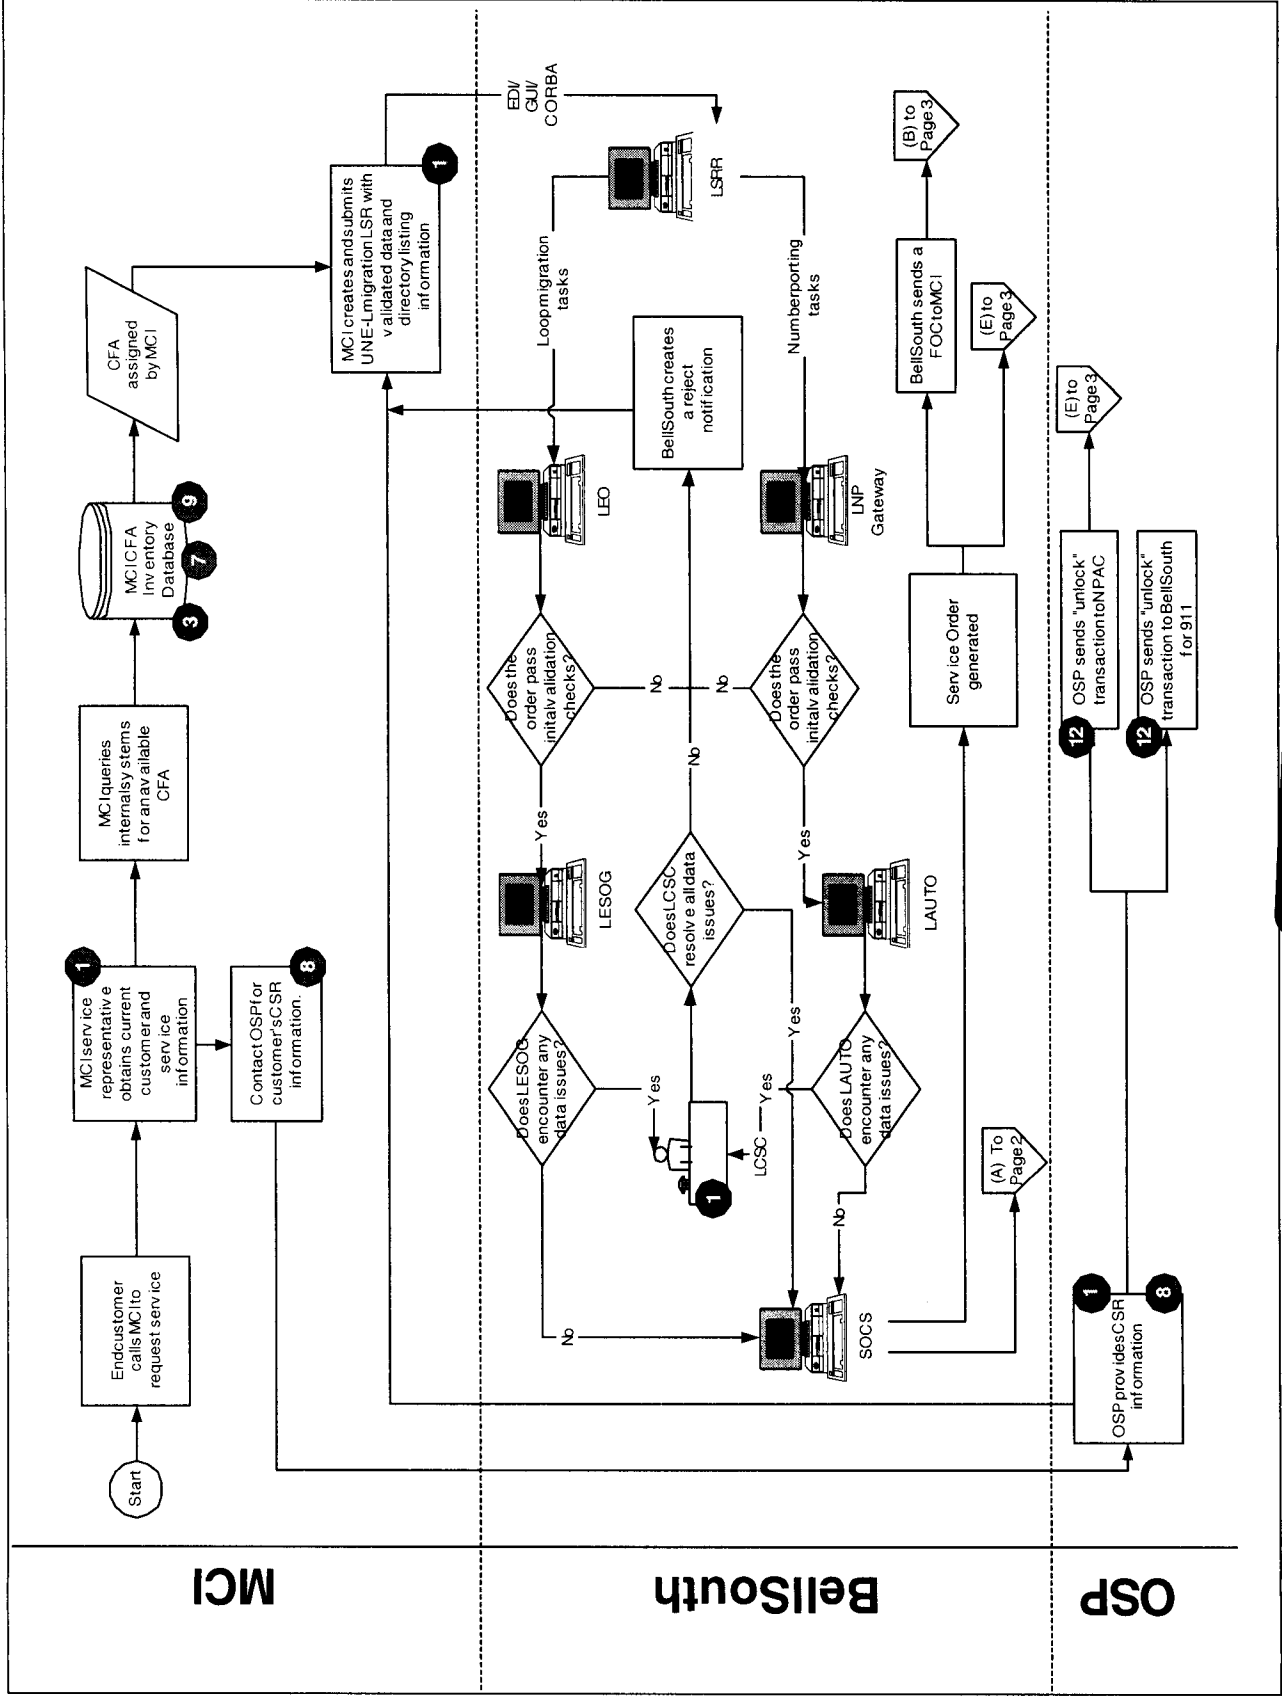 MCI
Start
Endcustomer
calls MCI to
request service
1
MCI service
representative
obtains current
customer and
service
information
Contact OSP for
customer's CSR
information.
8
MCI queries
internal systems
for an available
CFA
MCI CFA
Inventory
Database
3
7
9
CFA
assigned
by MCI
MCI creates and submits
UNE-L migration LSR with
validated data and
directory listing
information
1
BellSouth
EDI/
GUI/
CORBA
LSRR
Loop migration
tasks
Number porting
tasks
LEO
LNP
Gateway
Does the
order pass
inital validation
checks?
No
Yes
Does the
order pass
inital validation
checks?
No
Yes
BellSouth creates
a reject
notification
LESOG
LAUTO
Does LESOG
encounter any
data issues?
Yes
No
Does LAUTO
encounter any
data issues?
Yes
No
LCSC
1
Does LCSC
resolve all data
issues?
No
Yes
SOCS
(A) To
Page 2
Service Order
generated
BellSouth sends a
FOC to MCI
(B) to
Page 3
(E) to
Page 3
OSP
OSP provides CSR
information
1
8
12
OSP sends "unlock"
transaction to NPAC
(E) to
Page 3
12
OSP sends "unlock"
transaction to BellSouth
for 911